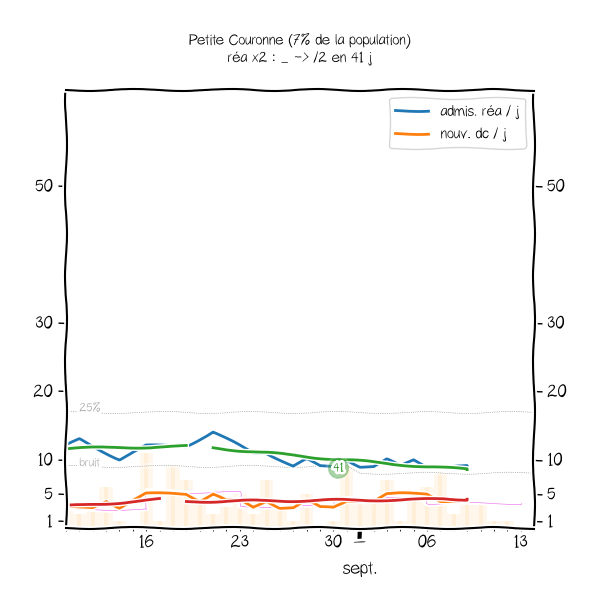 Petite Couronne (7% de la population)
réa x2 : _ -> /2 en 41 j
admis. réa / j
nouv. dc / j
50 50
30 30
20 20
25%
10 10
bruit
41
5 5
1 1
16 23 30 – 06 13
sept.